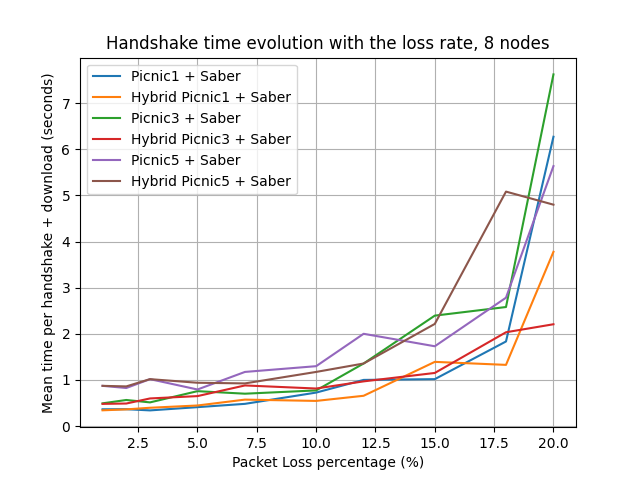 Handshake time evolution with the loss rate, 8 nodes
Picnic1 + Saber
Hybrid Picnic1 + Saber
Picnic3 + Saber
Hybrid Picnic3 + Saber
Picnic5 + Saber
Hybrid Picnic5 + Saber
Mean time per handshake + download (seconds)
7
6
5
4
3
2
1
0
2.5 5.0 7.5 10.0 12.5 15.0 17.5 20.0
Packet Loss percentage (%)